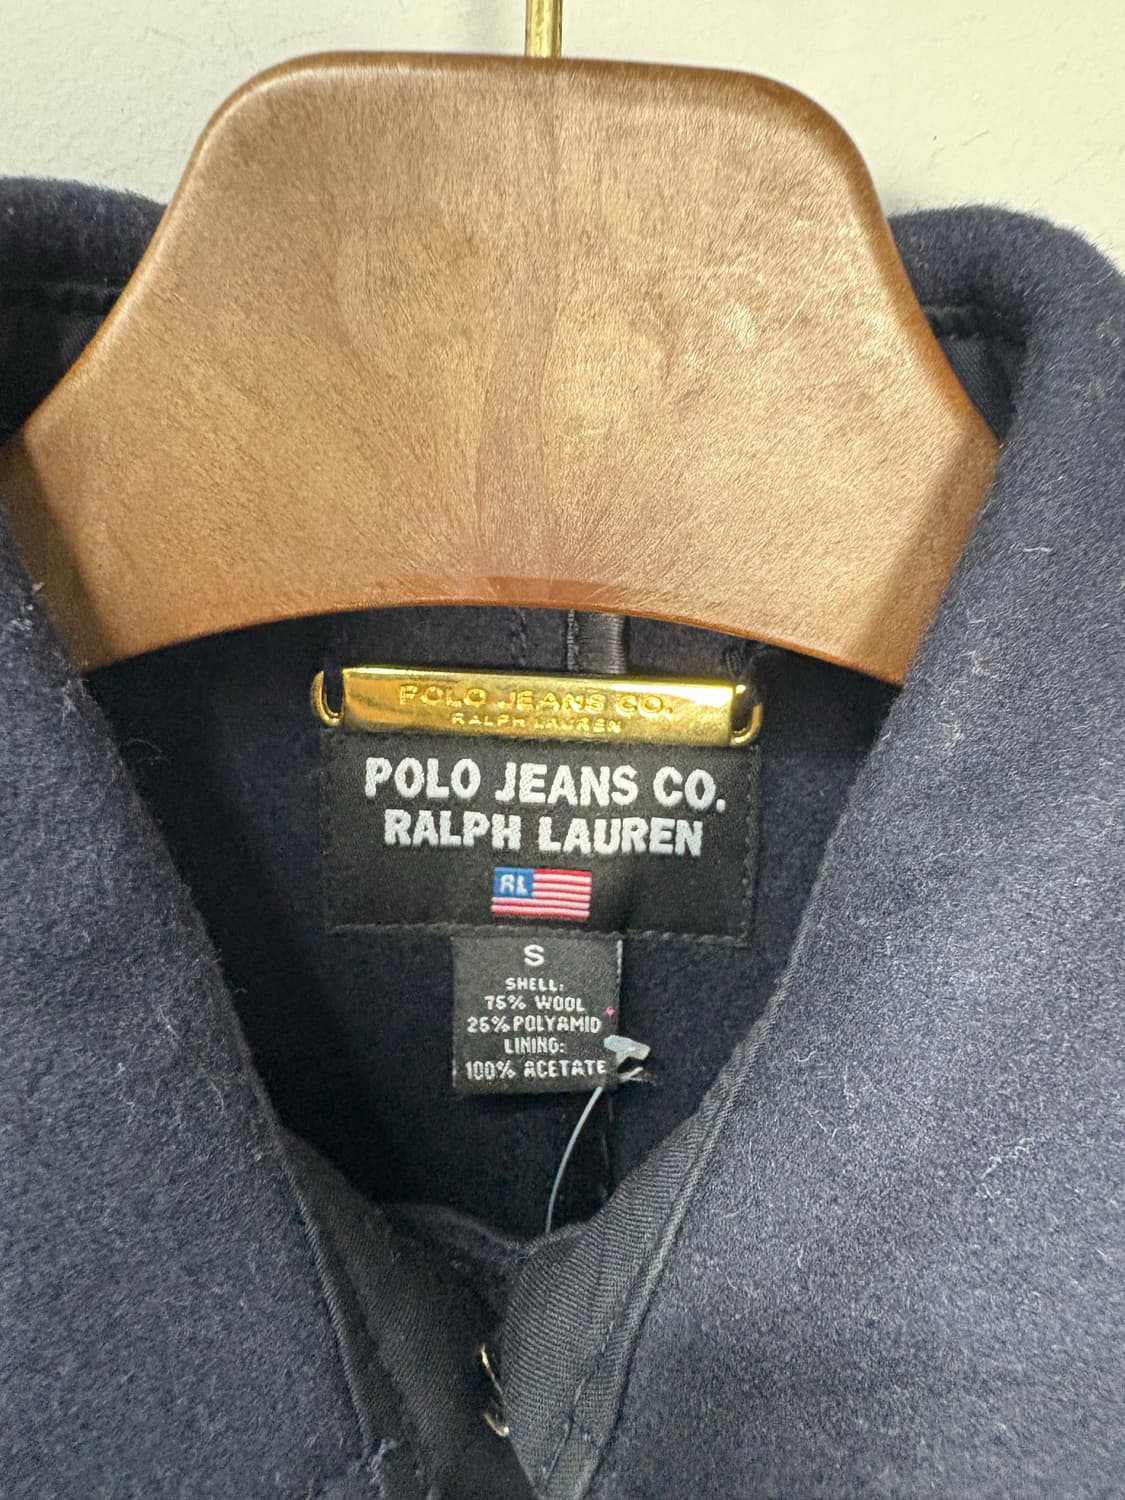 POLO JEANS CO.
RALPH LAUREN
POLO JEANS CO.
RALPH LAUREN
RL
S
SHELL:
75% WOOL
25% POLYAMID
LINING:
100% ACETATE